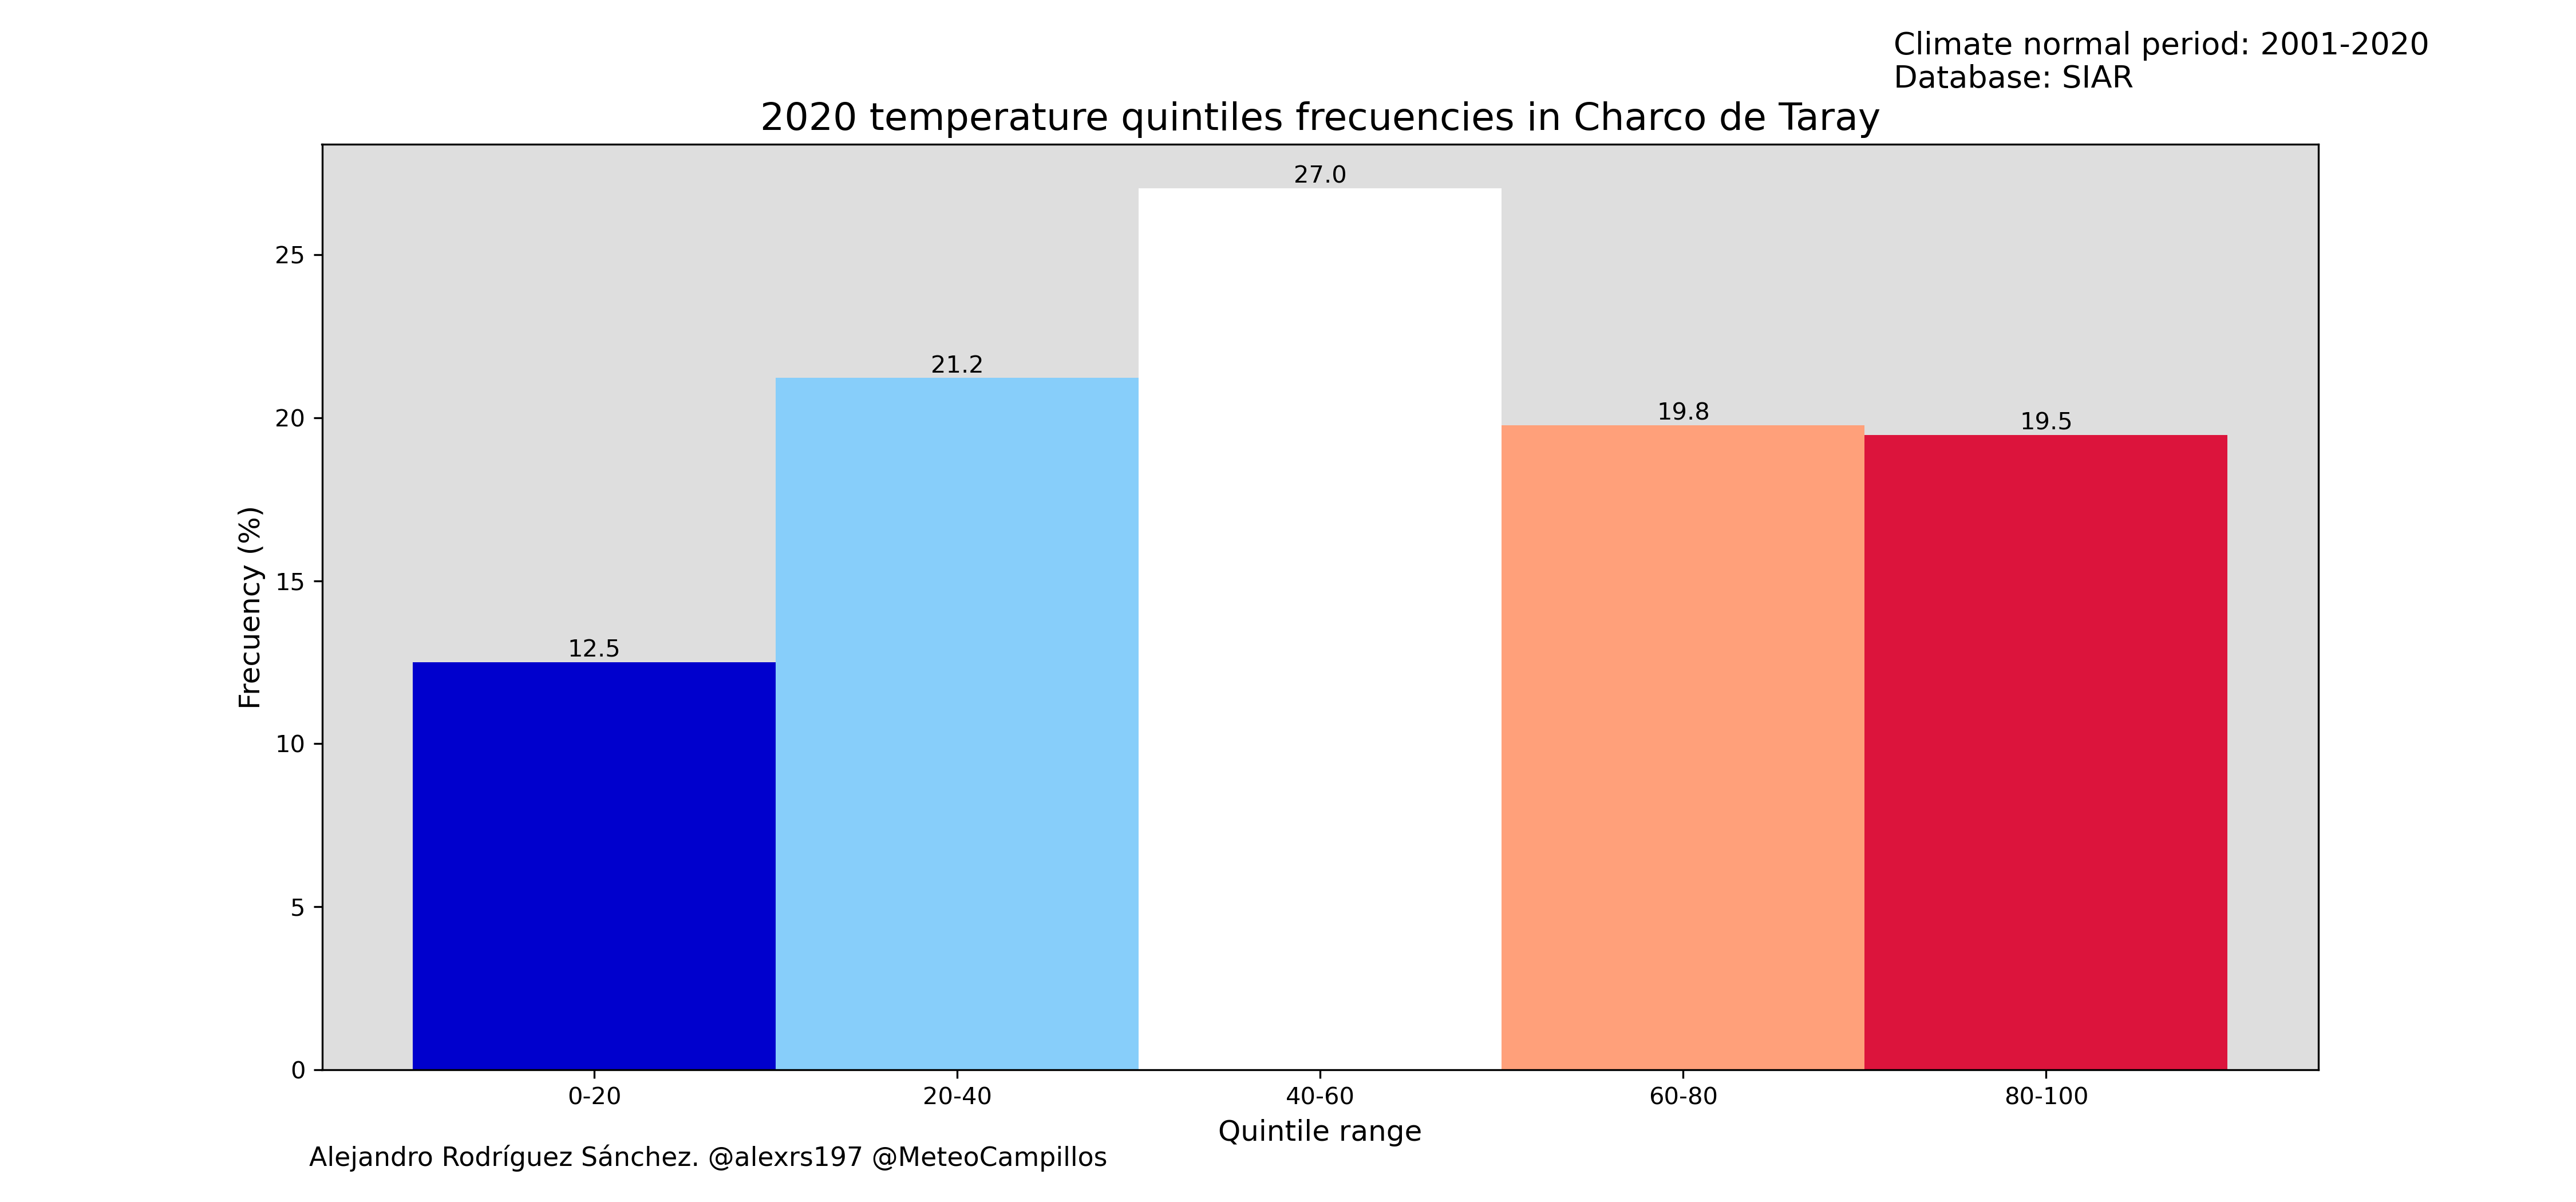 Climate normal period: 2001-2020
Database: SIAR
2020 temperature quintiles frecuencies in Charco de Taray
27.0
25
21.2
20
19.8
19.5
15
12.5
10
5
0
Frecuency (%)
0-20
20-40
40-60
60-80
80-100
Quintile range
Alejandro Rodríguez Sánchez. @alexrs197 @MeteoCampillos